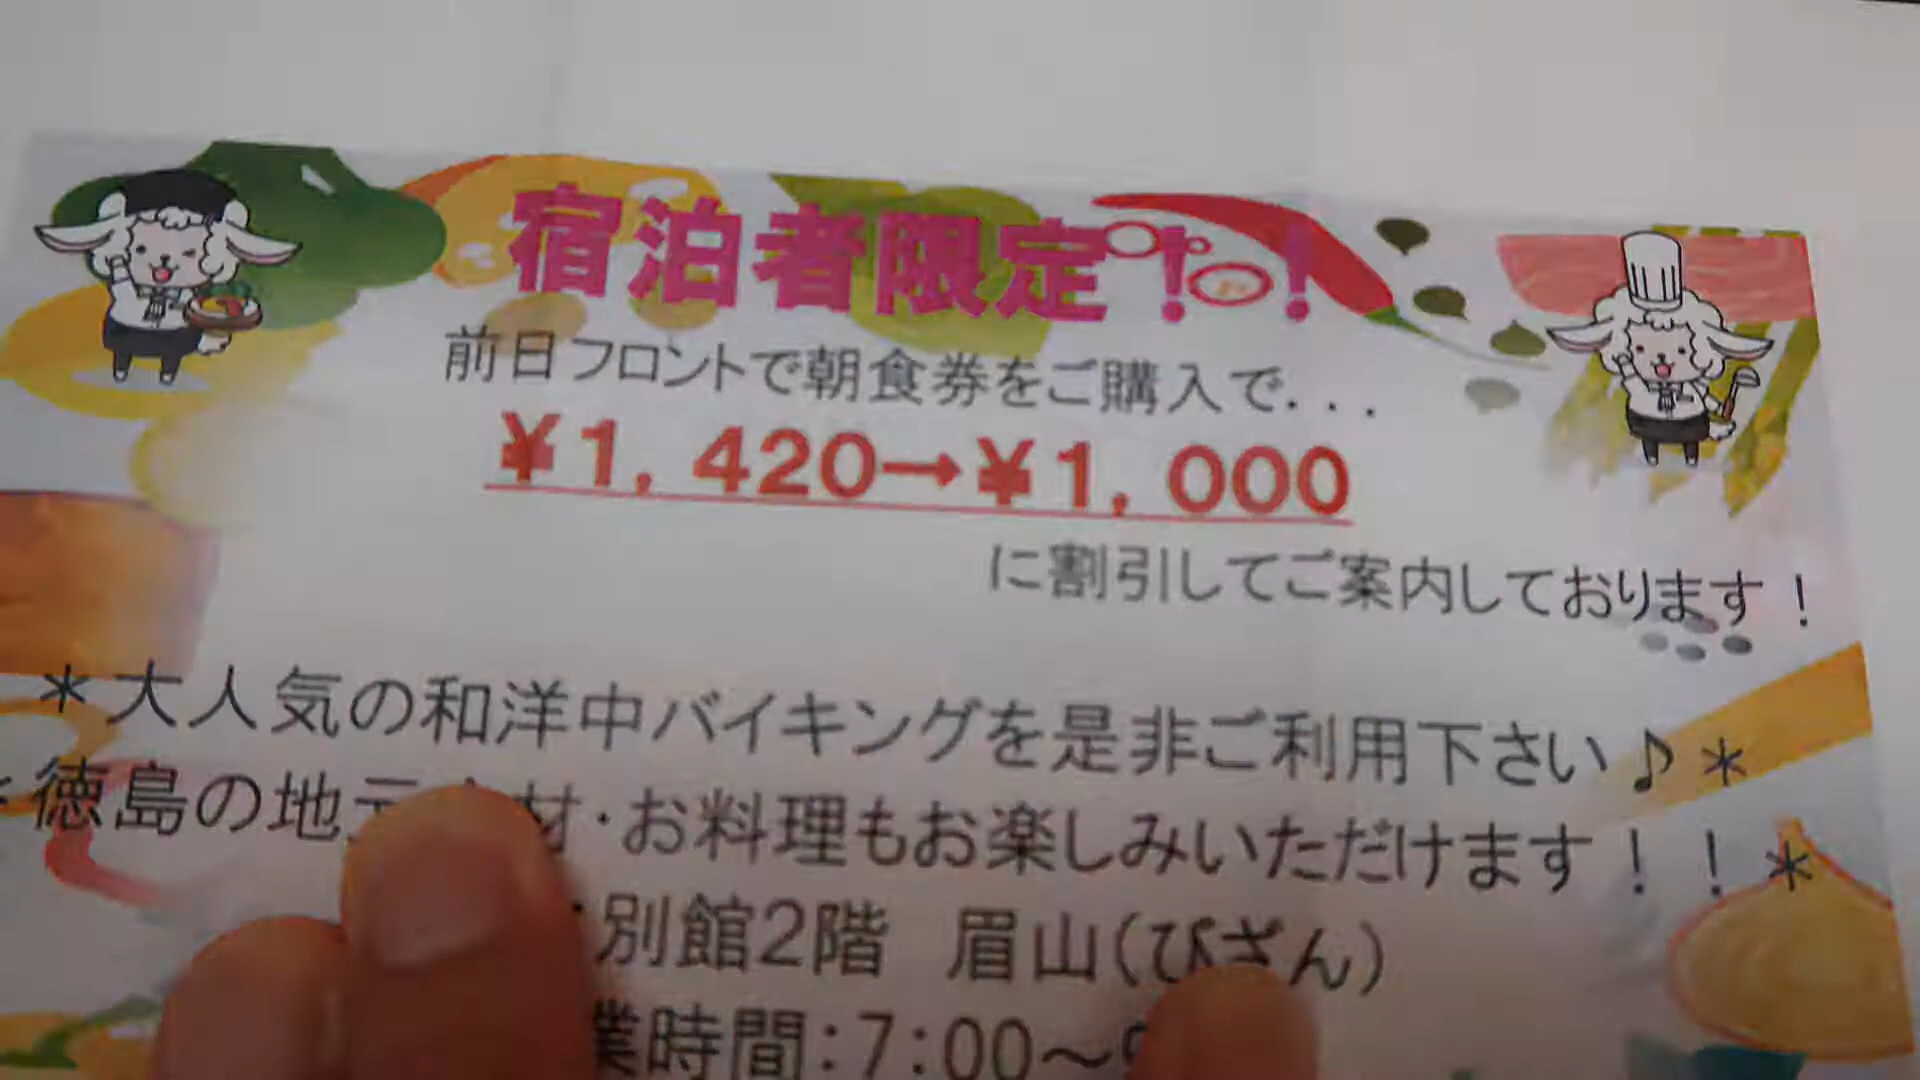 宿泊者限定！！
前日フロントで朝食券をご購入で...
¥1,420→¥1,000
に割引してご案内しております！
＊大人気の和洋中バイキングを是非ご利用下さい♪＊
徳島の地元 材・お料理もお楽しみいただけます！！＊
別館2階 眉山(びざん)
業時間：7：00～